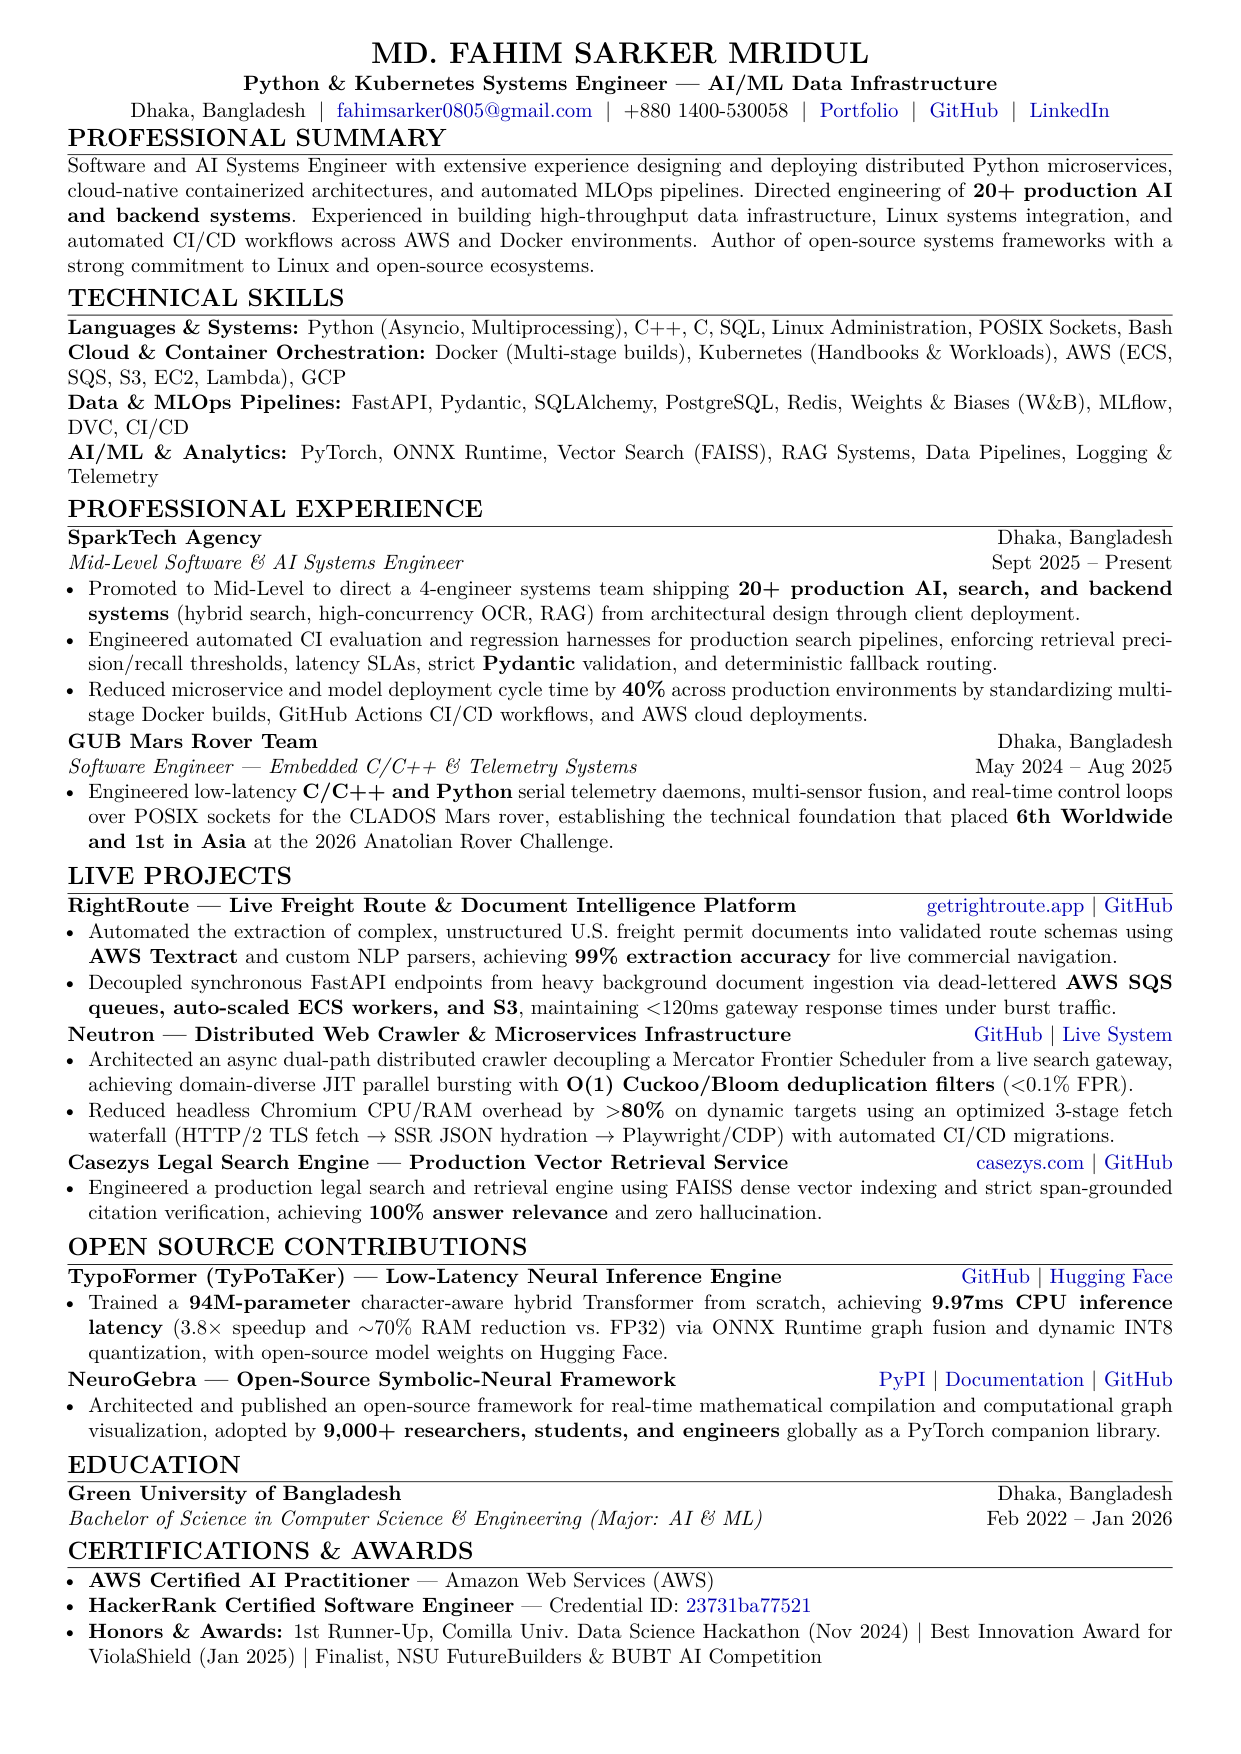 MD. FAHIM SARKER MRIDUL
Python & Kubernetes Systems Engineer — AI/ML Data Infrastructure
Dhaka, Bangladesh | fahimsarker0805@gmail.com | +880 1400-530058 | Portfolio | GitHub | LinkedIn
PROFESSIONAL SUMMARY
Software and AI Systems Engineer with extensive experience designing and deploying distributed Python microservices,
cloud-native containerized architectures, and automated MLOps pipelines. Directed engineering of 20+ production AI
and backend systems. Experienced in building high-throughput data infrastructure, Linux systems integration, and
automated CI/CD workflows across AWS and Docker environments. Author of open-source systems frameworks with a
strong commitment to Linux and open-source ecosystems.
TECHNICAL SKILLS
Languages & Systems: Python (Asyncio, Multiprocessing), C++, C, SQL, Linux Administration, POSIX Sockets, Bash
Cloud & Container Orchestration: Docker (Multi-stage builds), Kubernetes (Handbooks & Workloads), AWS (ECS,
SQS, S3, EC2, Lambda), GCP
Data & MLOps Pipelines: FastAPI, Pydantic, SQLAlchemy, PostgreSQL, Redis, Weights & Biases (W&B), MLflow,
DVC, CI/CD
AI/ML & Analytics: PyTorch, ONNX Runtime, Vector Search (FAISS), RAG Systems, Data Pipelines, Logging &
Telemetry
PROFESSIONAL EXPERIENCE
SparkTech Agency Dhaka, Bangladesh
Mid-Level Software & AI Systems Engineer Sept 2025 – Present
• Promoted to Mid-Level to direct a 4-engineer systems team shipping 20+ production AI, search, and backend
systems (hybrid search, high-concurrency OCR, RAG) from architectural design through client deployment.
• Engineered automated CI evaluation and regression harnesses for production search pipelines, enforcing retrieval preci-
sion/recall thresholds, latency SLAs, strict Pydantic validation, and deterministic fallback routing.
• Reduced microservice and model deployment cycle time by 40% across production environments by standardizing multi-
stage Docker builds, GitHub Actions CI/CD workflows, and AWS cloud deployments.
GUB Mars Rover Team Dhaka, Bangladesh
Software Engineer — Embedded C/C++ & Telemetry Systems May 2024 – Aug 2025
• Engineered low-latency C/C++ and Python serial telemetry daemons, multi-sensor fusion, and real-time control loops
over POSIX sockets for the CLADOS Mars rover, establishing the technical foundation that placed 6th Worldwide
and 1st in Asia at the 2026 Anatolian Rover Challenge.
LIVE PROJECTS
RightRoute — Live Freight Route & Document Intelligence Platform getrightroute.app | GitHub
• Automated the extraction of complex, unstructured U.S. freight permit documents into validated route schemas using
AWS Textract and custom NLP parsers, achieving 99% extraction accuracy for live commercial navigation.
• Decoupled synchronous FastAPI endpoints from heavy background document ingestion via dead-lettered AWS SQS
queues, auto-scaled ECS workers, and S3, maintaining <120ms gateway response times under burst traffic.
Neutron — Distributed Web Crawler & Microservices Infrastructure GitHub | Live System
• Architected an async dual-path distributed crawler decoupling a Mercator Frontier Scheduler from a live search gateway,
achieving domain-diverse JIT parallel bursting with O(1) Cuckoo/Bloom deduplication filters (<0.1% FPR).
• Reduced headless Chromium CPU/RAM overhead by >80% on dynamic targets using an optimized 3-stage fetch
waterfall (HTTP/2 TLS fetch → SSR JSON hydration → Playwright/CDP) with automated CI/CD migrations.
Casezys Legal Search Engine — Production Vector Retrieval Service casezys.com | GitHub
• Engineered a production legal search and retrieval engine using FAISS dense vector indexing and strict span-grounded
citation verification, achieving 100% answer relevance and zero hallucination.
OPEN SOURCE CONTRIBUTIONS
TypoFormer (TyPoTaKer) — Low-Latency Neural Inference Engine GitHub | Hugging Face
• Trained a 94M-parameter character-aware hybrid Transformer from scratch, achieving 9.97ms CPU inference
latency (3.8× speedup and ∼70% RAM reduction vs. FP32) via ONNX Runtime graph fusion and dynamic INT8
quantization, with open-source model weights on Hugging Face.
NeuroGebra — Open-Source Symbolic-Neural Framework PyPI | Documentation | GitHub
• Architected and published an open-source framework for real-time mathematical compilation and computational graph
visualization, adopted by 9,000+ researchers, students, and engineers globally as a PyTorch companion library.
EDUCATION
Green University of Bangladesh Dhaka, Bangladesh
Bachelor of Science in Computer Science & Engineering (Major: AI & ML) Feb 2022 – Jan 2026
CERTIFICATIONS & AWARDS
• AWS Certified AI Practitioner — Amazon Web Services (AWS)
• HackerRank Certified Software Engineer — Credential ID: 23731ba77521
• Honors & Awards: 1st Runner-Up, Comilla Univ. Data Science Hackathon (Nov 2024) | Best Innovation Award for
ViolaShield (Jan 2025) | Finalist, NSU FutureBuilders & BUBT AI Competition